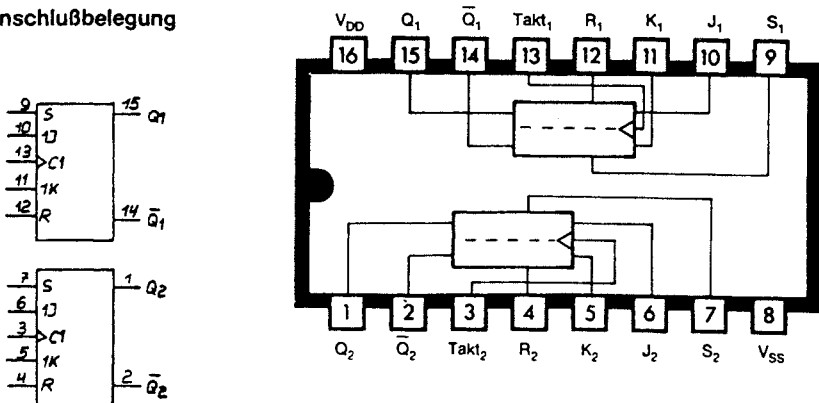 nschlußbelegung
9 S 15 Q1
10 1J
13 C1
11 1K
12 R 14 Q̅1
7 S 1 Q2
6 1J
3 C1
5 1K
4 R 2 Q̅2
VDD Q1 Q̅1 Takt1 R1 K1 J1 S1
16 15 14 13 12 11 10 9
1 2 3 4 5 6 7 8
Q2 Q̅2 Takt2 R2 K2 J2 S2 VSS